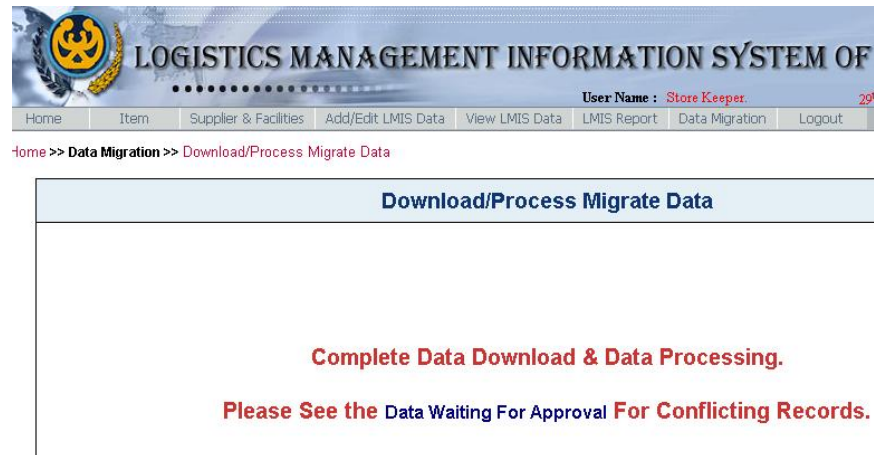 LOGISTICS MANAGEMENT INFORMATION SYSTEM OF
User Name : Store Keeper. 29
Home Item Supplier & Facilities Add/Edit LMIS Data View LMIS Data LMIS Report Data Migration Logout
Home >> Data Migration >> Download/Process Migrate Data
Download/Process Migrate Data
Complete Data Download & Data Processing.
Please See the Data Waiting For Approval For Conflicting Records.